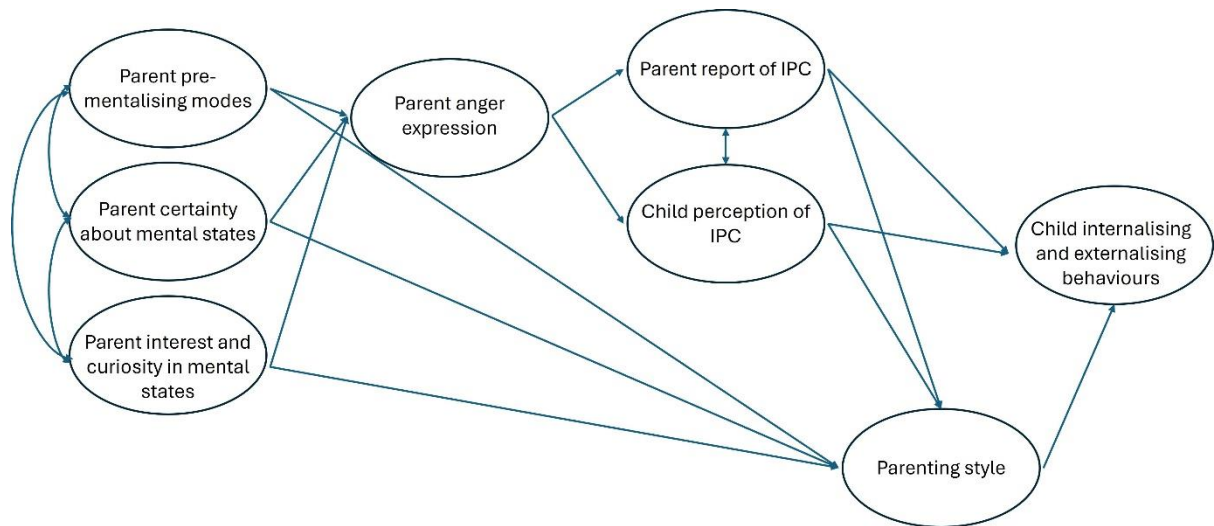 Parent pre-
mentalising modes
Parent certainty
about mental states
Parent interest and
curiosity in mental
states
Parent anger
expression
Parent report of IPC
Child perception of
IPC
Child internalising
and externalising
behaviours
Parenting style